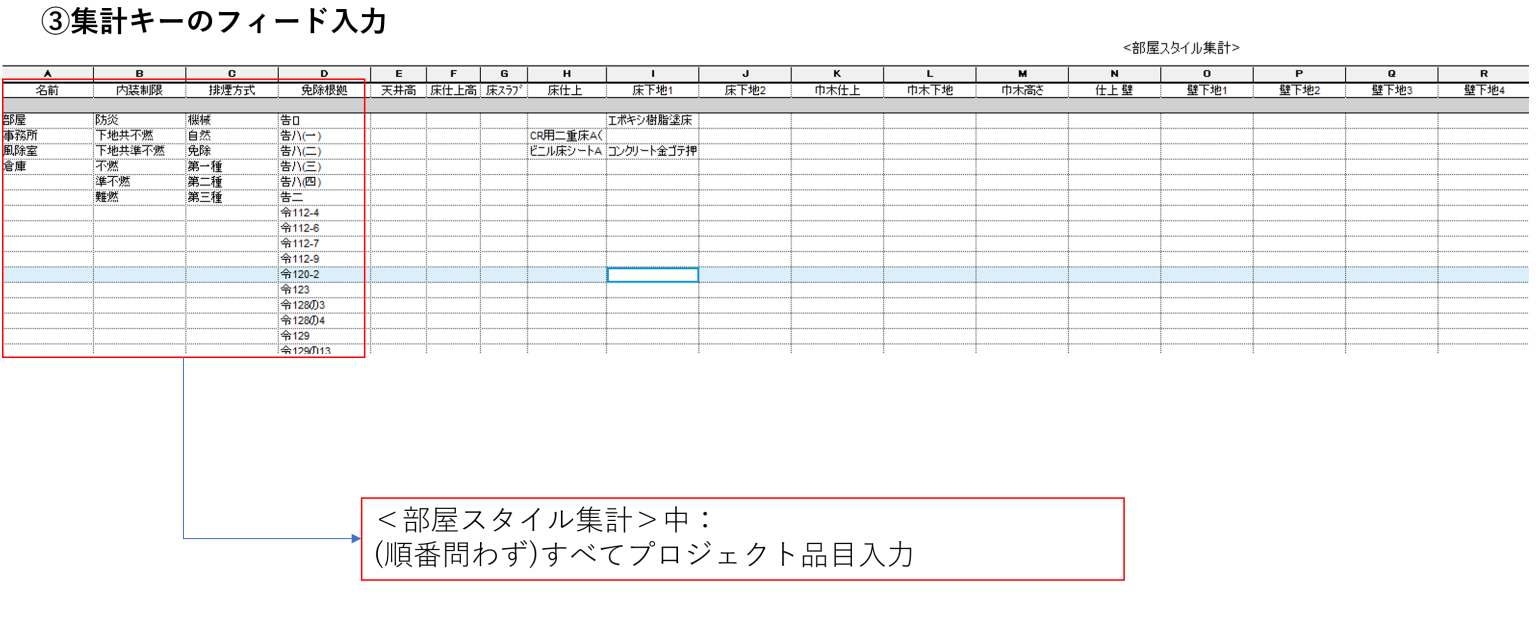 ③集計キーのフィード入力
<部屋スタイル集計>
A B C D E F G H I J K L M N O P Q R
名前 内装制限 排煙方式 免除根拠 天井高 床仕上高 床スラブ 床仕上 床下地1 床下地2 巾木仕上 巾木下地 巾木高さ 仕上 壁 壁下地1 壁下地2 壁下地3 壁下地4
部屋 防炎 機械 告ロ エポキシ樹脂塗床
事務所 下地共不燃 自然 告ハ(一) CR用二重床A(
風除室 下地共準不燃 免除 告ハ(二) ビニル床シートA コンクリート金ゴテ押
倉庫 不燃 第一種 告ハ(三)
準不燃 第二種 告ハ(四)
難燃 第三種 告二
令112-4
令112-6
令112-7
令112-9
令120-2
令123
令128の3
令128の4
令129
令129の13
＜部屋スタイル集計＞中：
(順番問わず)すべてプロジェクト品目入力